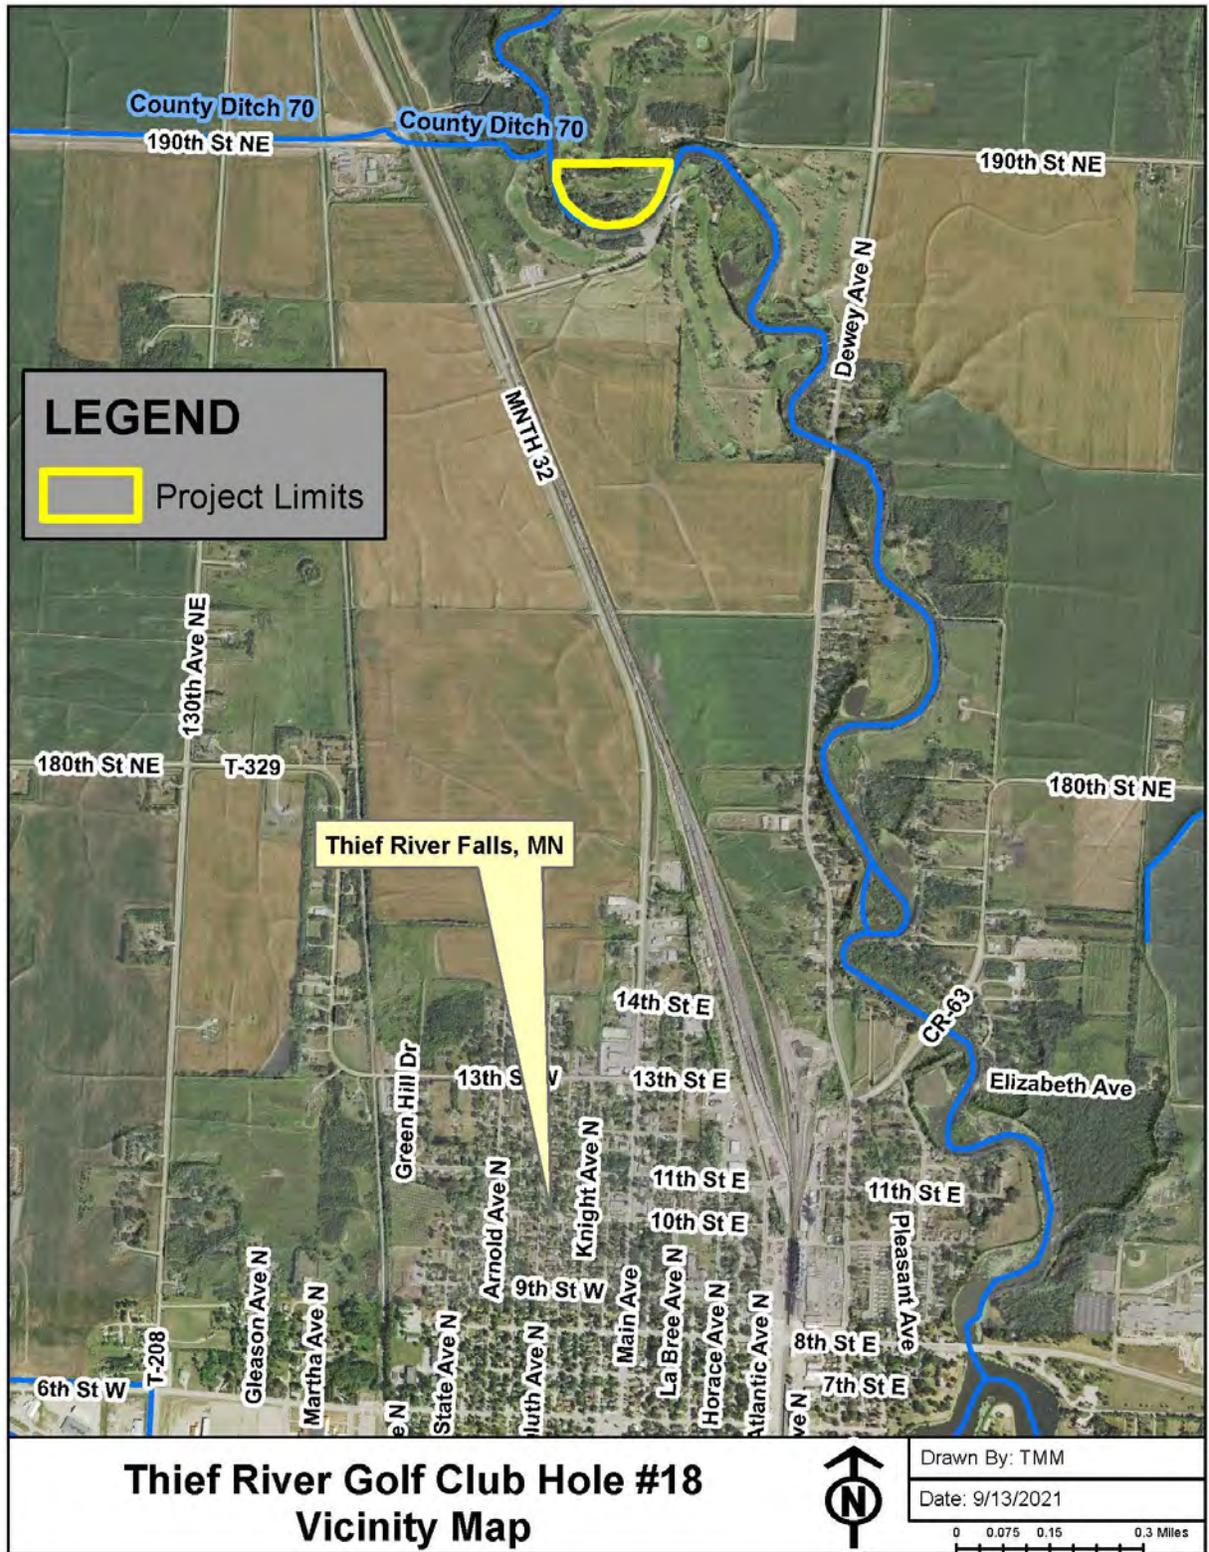 County Ditch 70
County Ditch 70
190th St NE
190th St NE
Dewey Ave N
LEGEND
Project Limits
MNTH 32
130th Ave NE
180th St NE
T-329
180th St NE
Thief River Falls, MN
14th St E
CR-63
Green Hill Dr
13th St W
13th St E
Elizabeth Ave
Arnold Ave N
Knight Ave N
11th St E
11th St E
10th St E
Pleasant Ave
9th St W
Gleason Ave N
Martha Ave N
State Ave N
Main Ave
La Bree Ave N
Horace Ave N
8th St E
T-208
6th St W
7th St E
e N
uluth Ave N
Atlantic Ave N
ve N
Thief River Golf Club Hole #18
Vicinity Map
N
Drawn By: TMM
Date: 9/13/2021
0 0.075 0.15 0.3 Miles